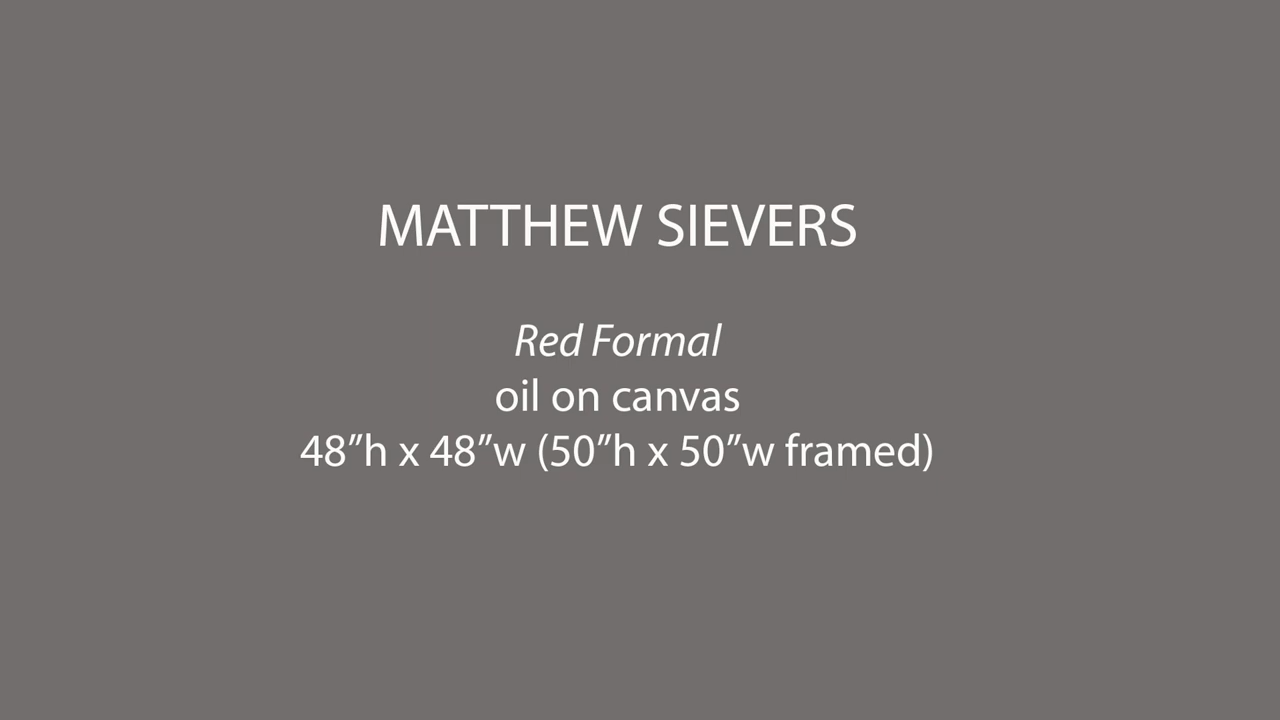 MATTHEW SIEVERS
Red Formal
oil on canvas
48”h x 48”w (50”h x 50”w framed)